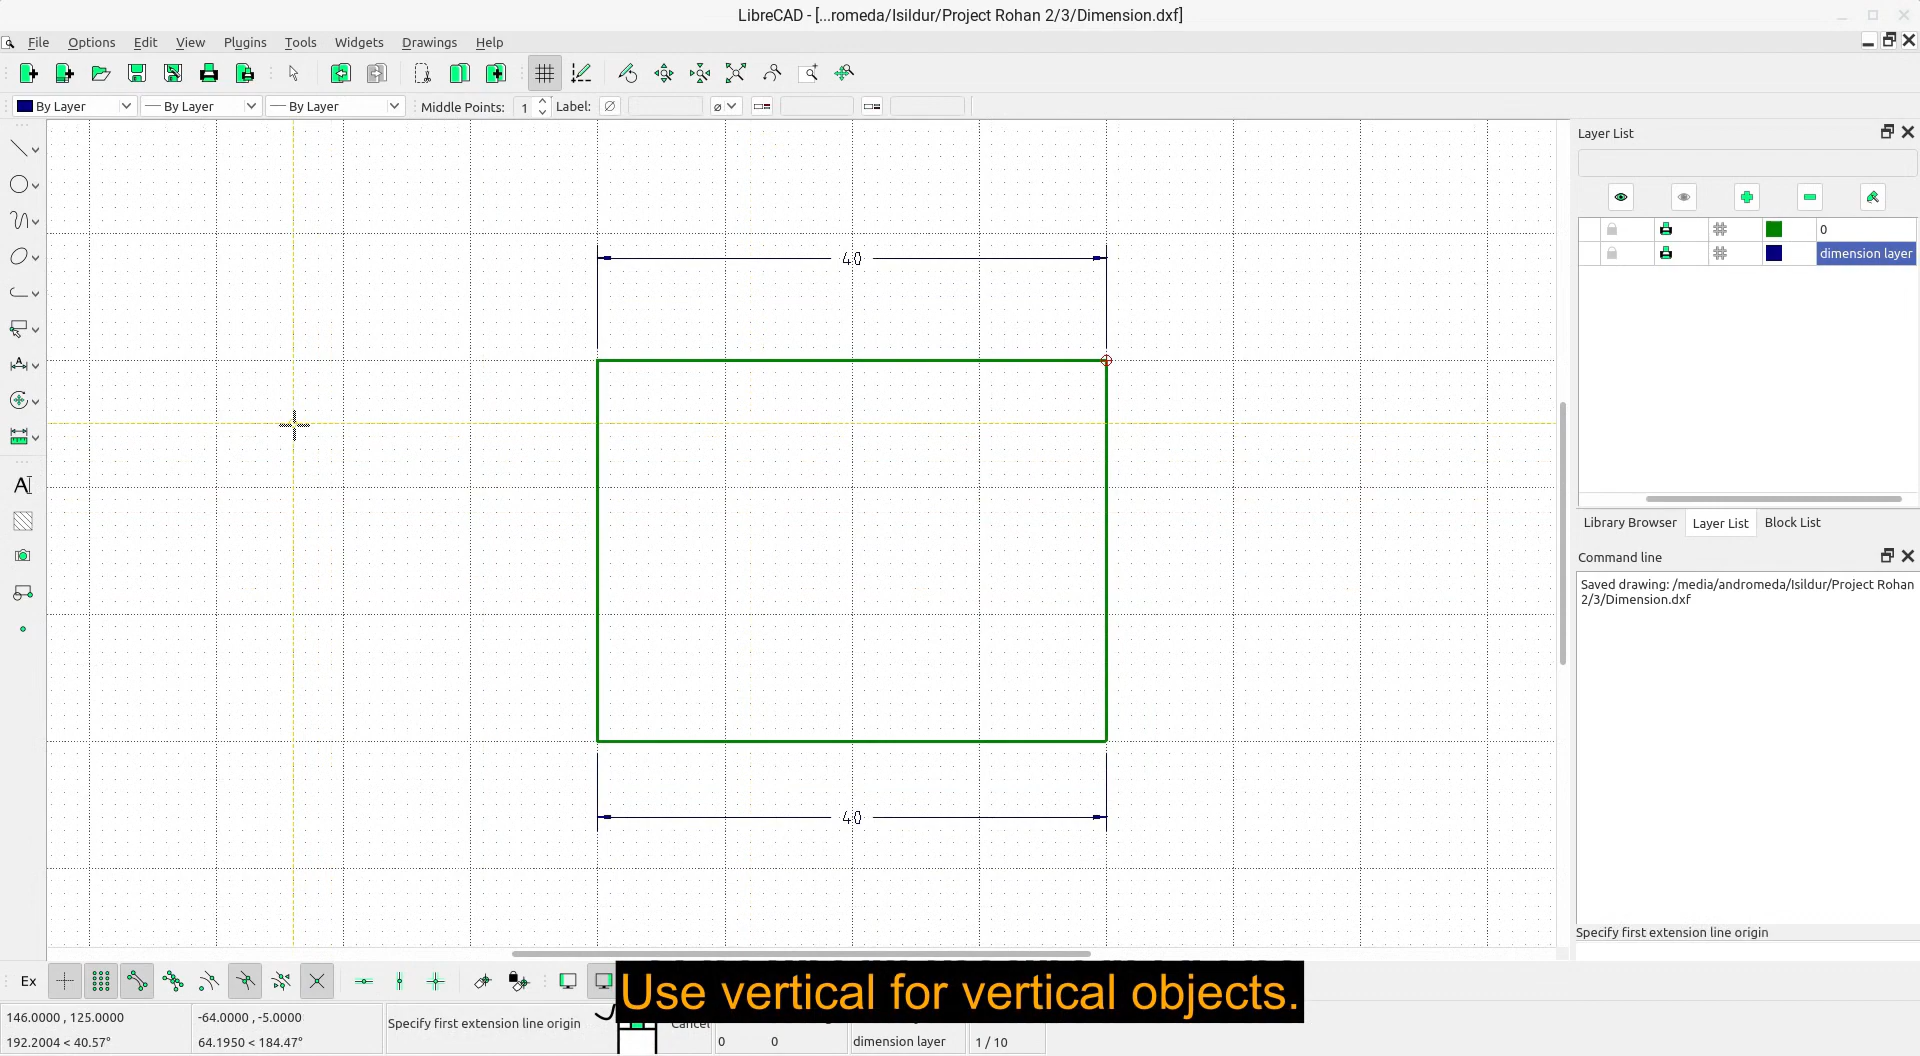 LibreCAD - [...romeda/Isildur/Project Rohan 2/3/Dimension.dxf]
File Options Edit View Plugins Tools Widgets Drawings Help
By Layer By Layer By Layer Middle Points: 1 Label:
Layer List
0
dimension layer
40
40
Library Browser Layer List Block List
Command line
Saved drawing: /media/andromeda/Isildur/Project Rohan
2/3/Dimension.dxf
Specify first extension line origin
Ex
Use vertical for vertical objects.
146.0000 , 125.0000 -64.0000 , -5.0000 Specify first extension line origin Cancel
192.2004 < 40.57° 64.1950 < 184.47° 0 0 dimension layer 1 / 10